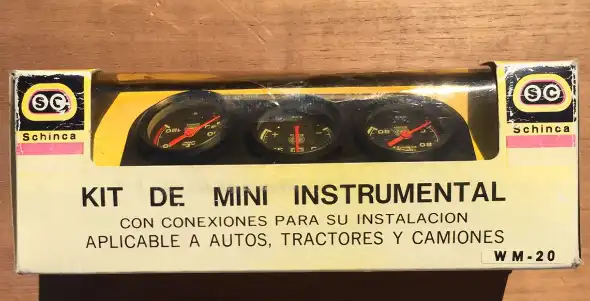 SC
Schinca
SC
Schinca
KIT DE MINI INSTRUMENTAL
CON CONEXIONES PARA SU INSTALACION
APLICABLE A AUTOS, TRACTORES Y CAMIONES
WM-20